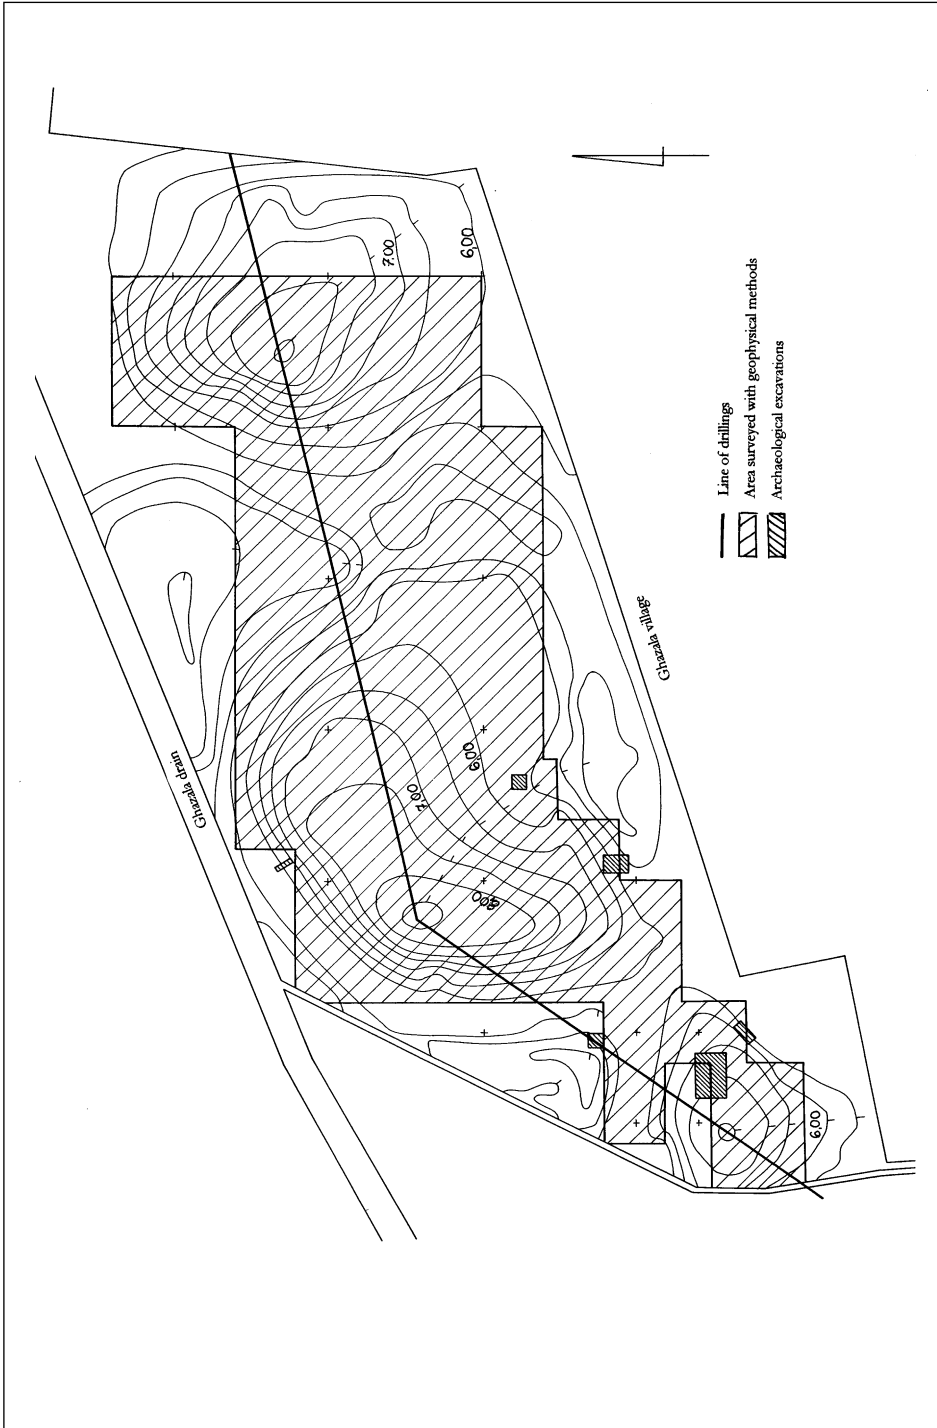 Ghazala drain
7.00
6.00
7.00
6.00
8.00
6.00
Ghazala village
Line of drillings
Area surveyed with geophysical methods
Archaeological excavations